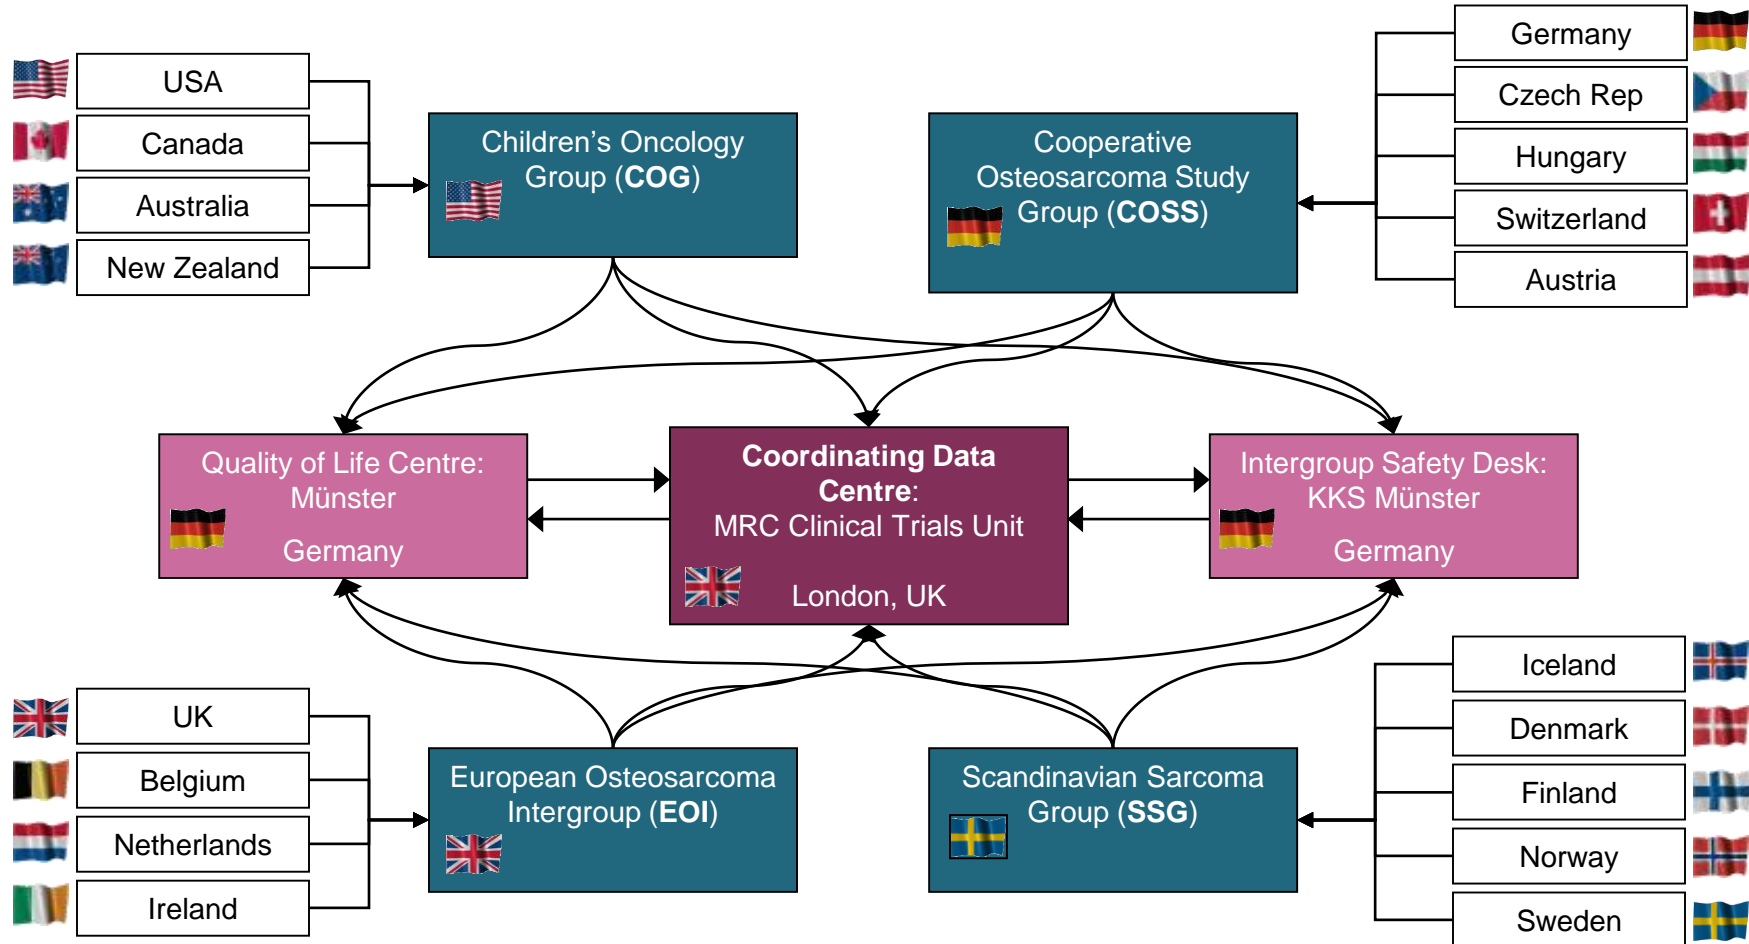 USA
Canada
Australia
New Zealand
Children's Oncology
Group (COG)
Cooperative
Osteosarcoma Study
Group (COSS)
Germany
Czech Rep
Hungary
Switzerland
Austria
Quality of Life Centre:
Münster
Germany
Coordinating Data
Centre:
MRC Clinical Trials Unit
London, UK
Intergroup Safety Desk:
KKS Münster
Germany
UK
Belgium
Netherlands
Ireland
European Osteosarcoma
Intergroup (EOI)
Scandinavian Sarcoma
Group (SSG)
Iceland
Denmark
Finland
Norway
Sweden